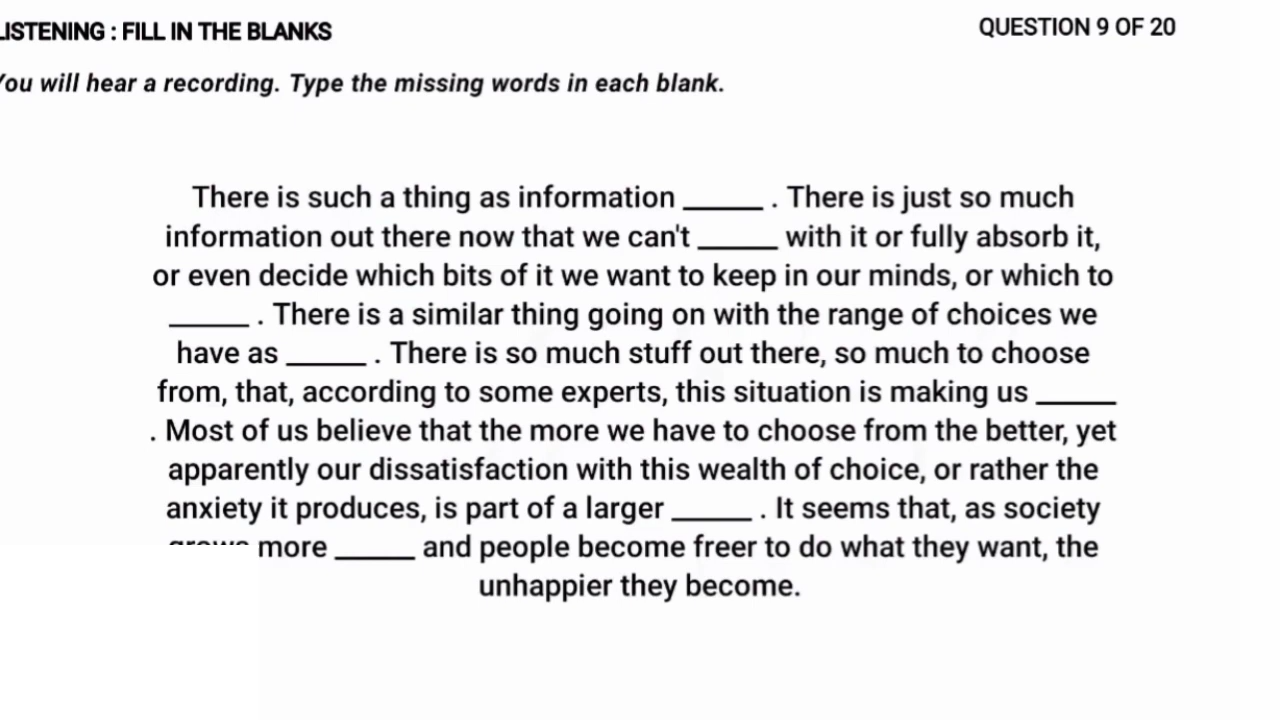 LISTENING : FILL IN THE BLANKS
QUESTION 9 OF 20
You will hear a recording. Type the missing words in each blank.
There is such a thing as information _____ . There is just so much
information out there now that we can't _____ with it or fully absorb it,
or even decide which bits of it we want to keep in our minds, or which to
_____ . There is a similar thing going on with the range of choices we
have as _____ . There is so much stuff out there, so much to choose
from, that, according to some experts, this situation is making us _____
. Most of us believe that the more we have to choose from the better, yet
apparently our dissatisfaction with this wealth of choice, or rather the
anxiety it produces, is part of a larger _____ . It seems that, as society
more _____ and people become freer to do what they want, the
unhappier they become.